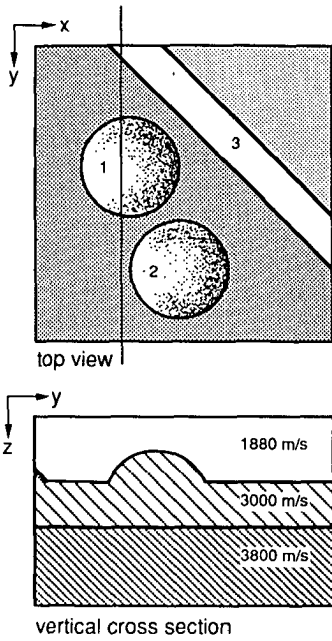 x
y
1
3
2
top view
y
z
1880 m/s
3000 m/s
3800 m/s
vertical cross section